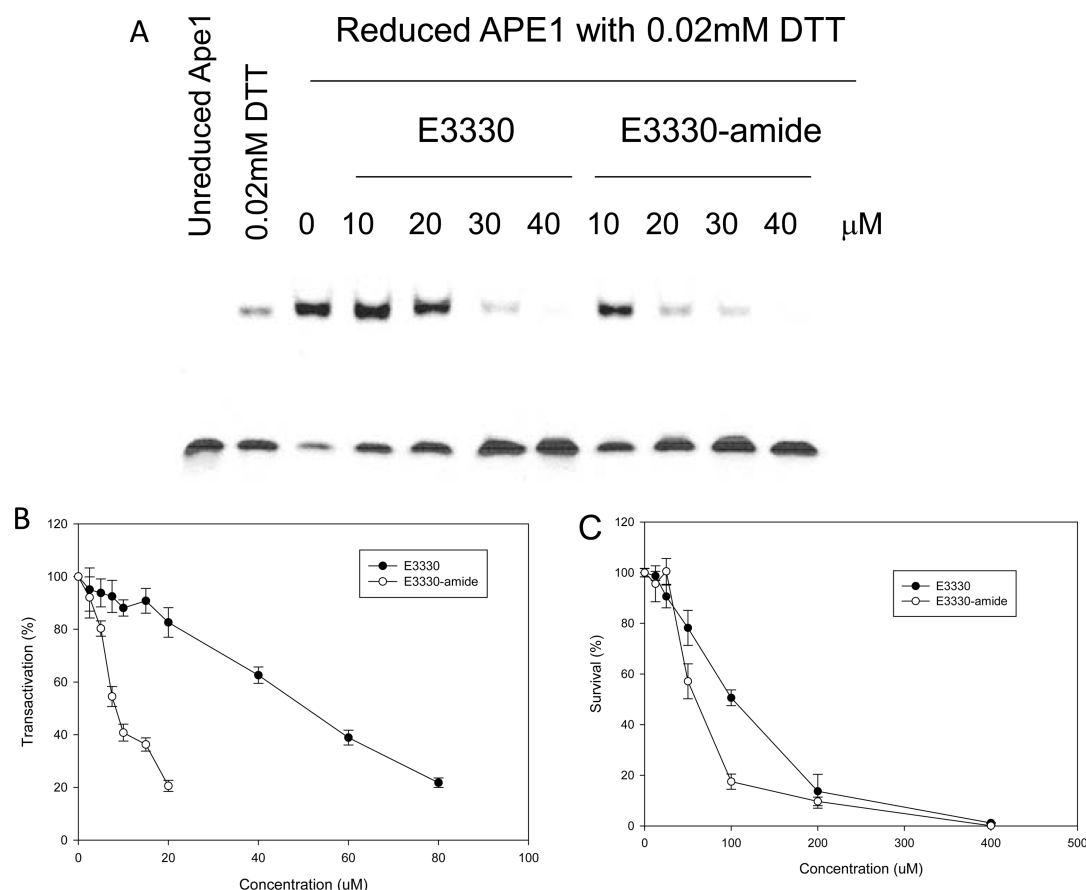 A
Reduced APE1 with 0.02mM DTT
Unreduced Ape1
0.02mM DTT
E3330
E3330-amide
0 10 20 30 40 10 20 30 40 μM
B
120
100
80
60
40
20
0
Transactivation (%)
E3330
E3330-amide
0 20 40 60 80 100
Concentration (uM)
C
120
100
80
60
40
20
0
Survival (%)
E3330
E3330-amide
0 100 200 300 400 500
Concentration (uM)